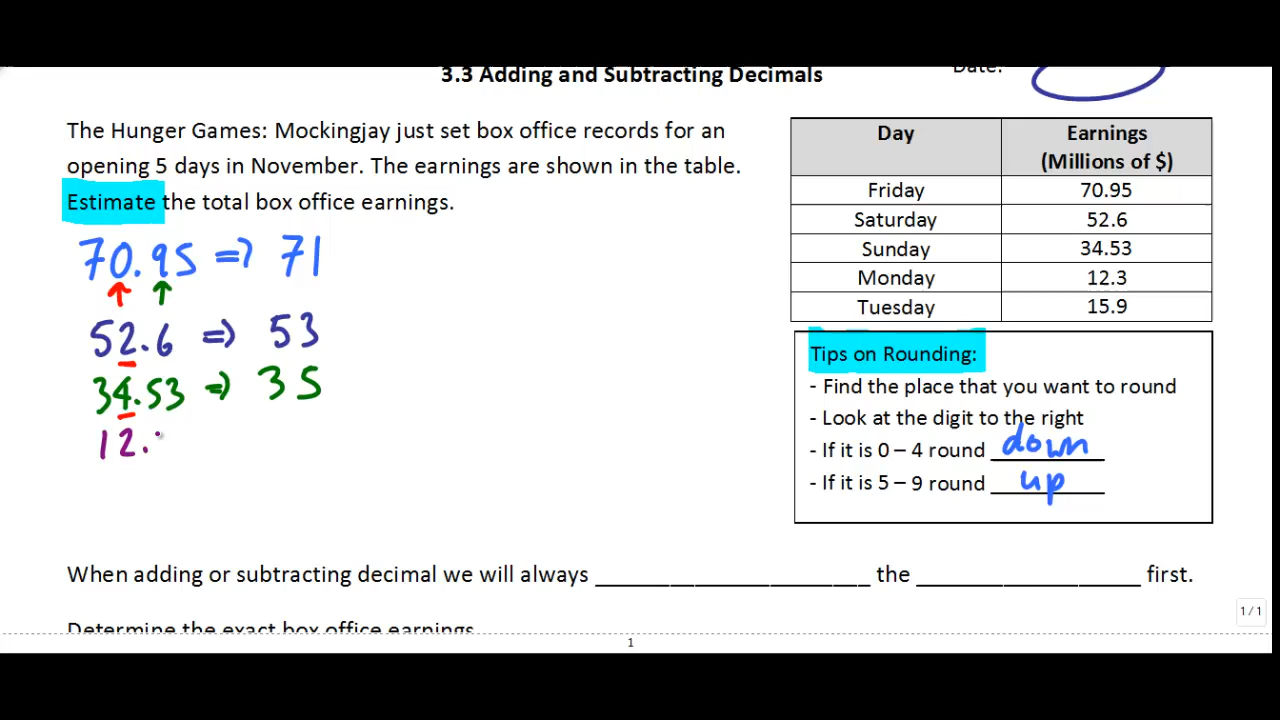 3.3 Adding and Subtracting Decimals
Date:
The Hunger Games: Mockingjay just set box office records for an
opening 5 days in November. The earnings are shown in the table.
Estimate the total box office earnings.
70.95 => 71
52.6 => 53
34.53 => 35
12.
Day Earnings
(Millions of $)
Friday 70.95
Saturday 52.6
Sunday 34.53
Monday 12.3
Tuesday 15.9
Tips on Rounding:
- Find the place that you want to round
- Look at the digit to the right
- If it is 0 – 4 round down
- If it is 5 – 9 round up
When adding or subtracting decimal we will always ____________________ the ____________________ first.
Determine the exact box office earnings
1/1
1